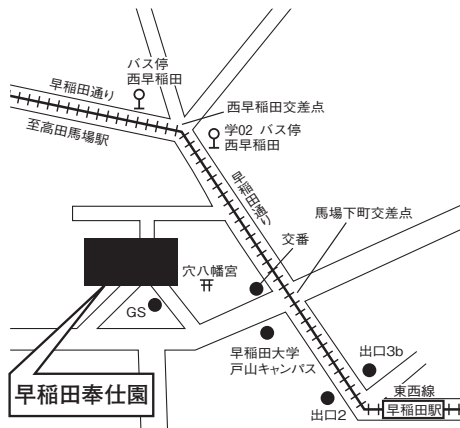 バス停
西早稲田
早稲田通り
至高田馬場駅
西早稲田交差点
学02 バス停
西早稲田
早稲田通り
馬場下町交差点
交番
穴八幡宮
GS
早稲田大学
戸山キャンパス
出口3b
早稲田奉仕園
出口2
東西線
早稲田駅